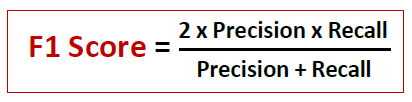 F1 Score = 2 x Precision x Recall
Precision + Recall